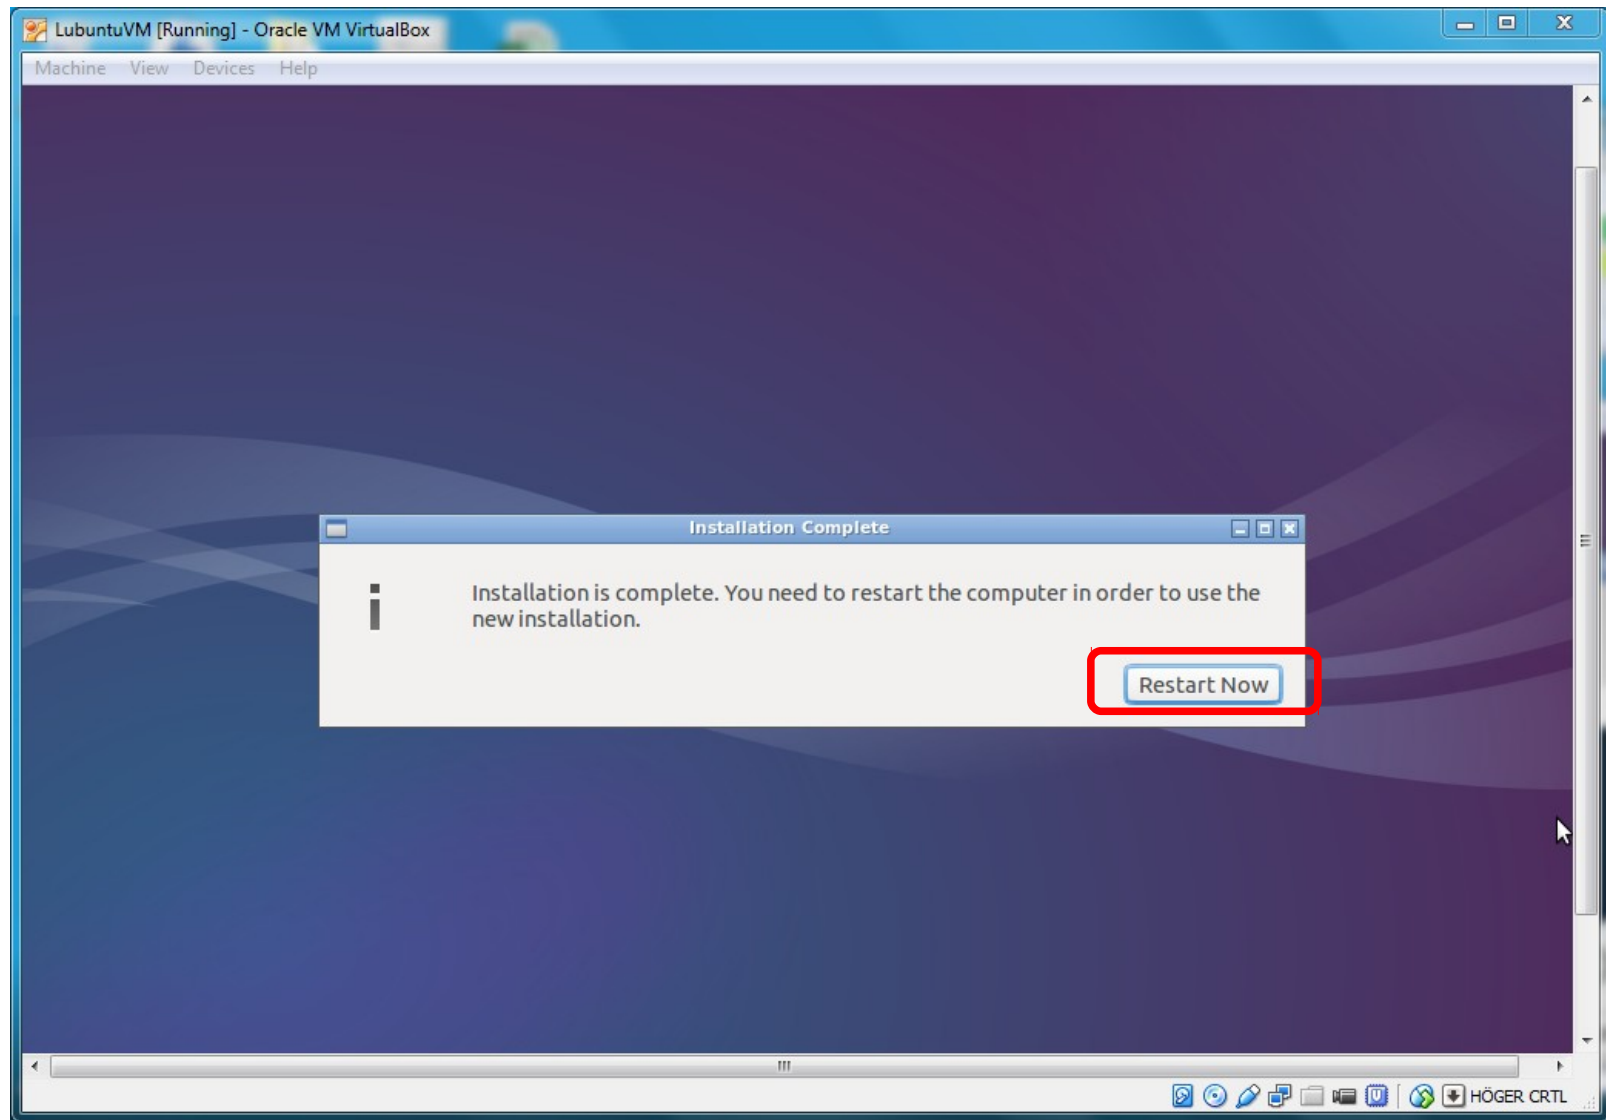 LubuntuVM [Running] - Oracle VM VirtualBox
Machine View Devices Help
Installation Complete
Installation is complete. You need to restart the computer in order to use the
new installation.
Restart Now
HÖGER CRTL